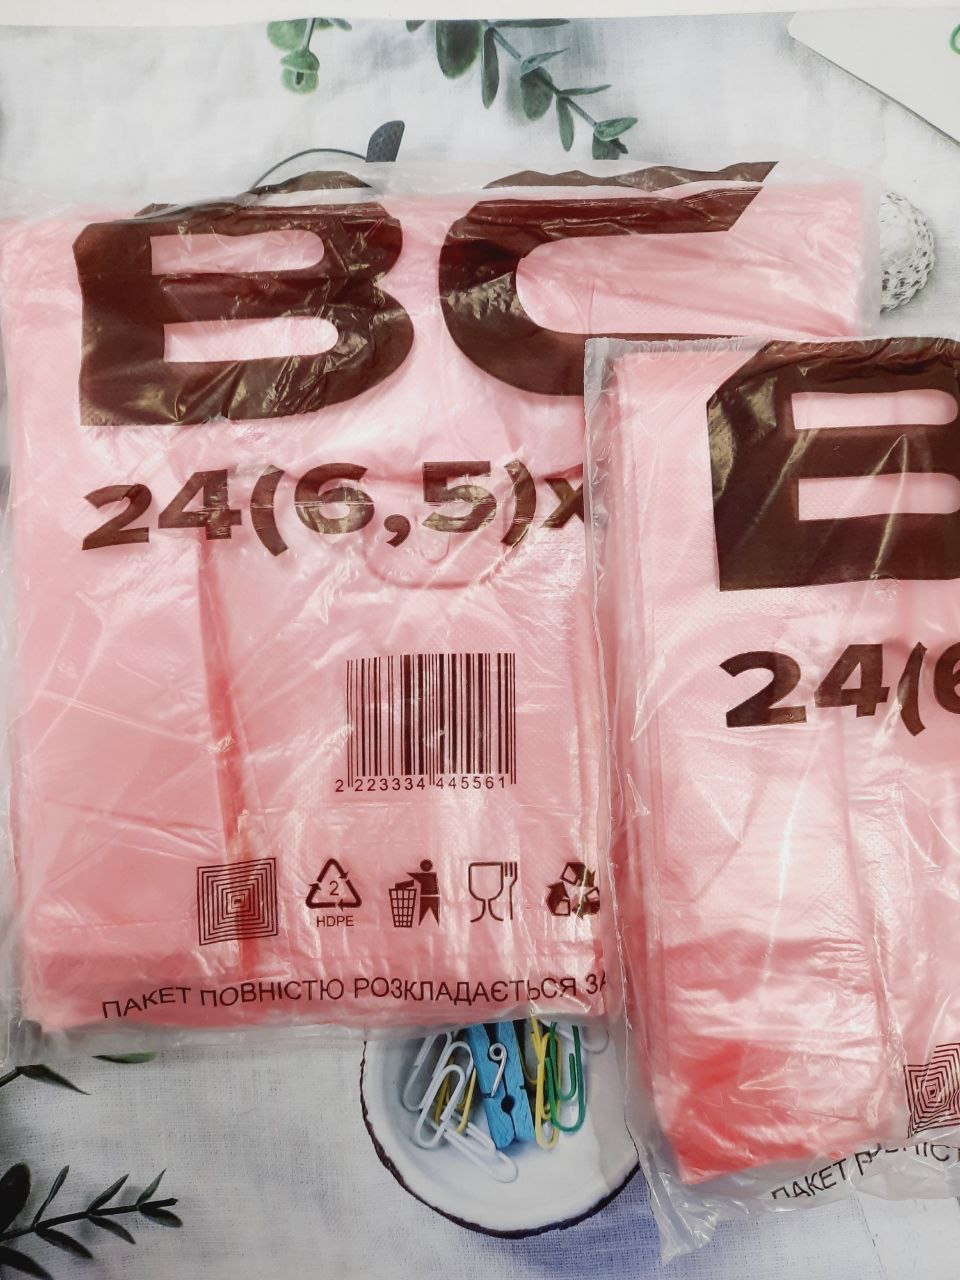 ВС
24(6,5)х
2 223334 445561
2
HDPE
ПАКЕТ ПОВНІСТЮ РОЗКЛАДАЄТЬСЯ ЗА
В
24(6
ПАКЕТ